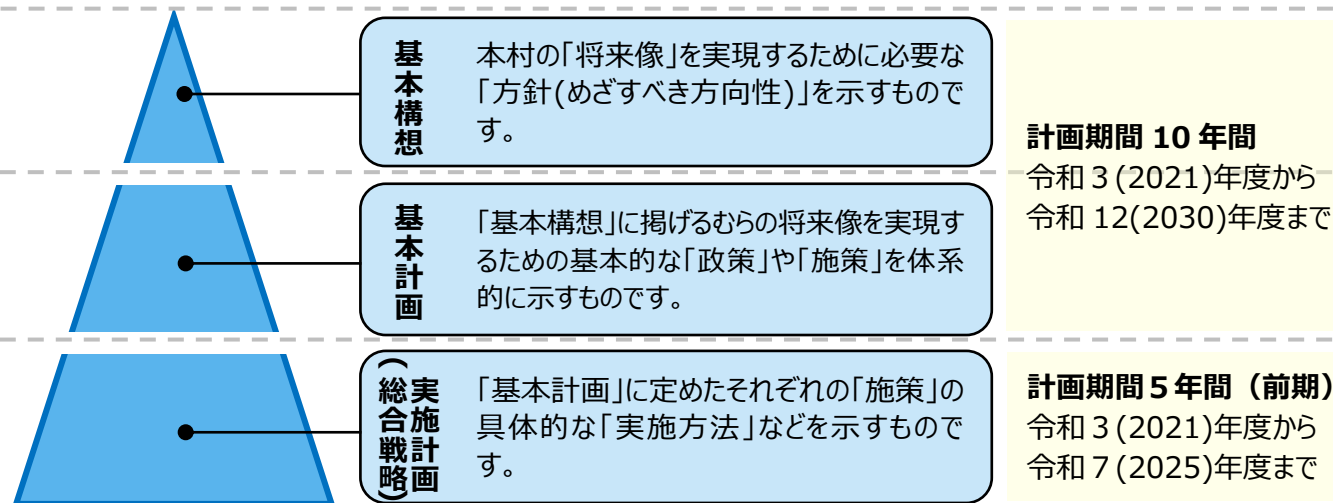 基本構想
本村の「将来像」を実現するために必要な
「方針(めざすべき方向性)」を示すもので
す。
計画期間 10 年間
令和 3 (2021)年度から
令和 12(2030)年度まで
基本計画
「基本構想」に掲げるむらの将来像を実現す
るための基本的な「政策」や「施策」を体系
的に示すものです。
実施計画
(総合戦略)
「基本計画」に定めたそれぞれの「施策」の
具体的な「実施方法」などを示すもので
す。
計画期間５年間（前期）
令和 3 (2021)年度から
令和 7 (2025)年度まで